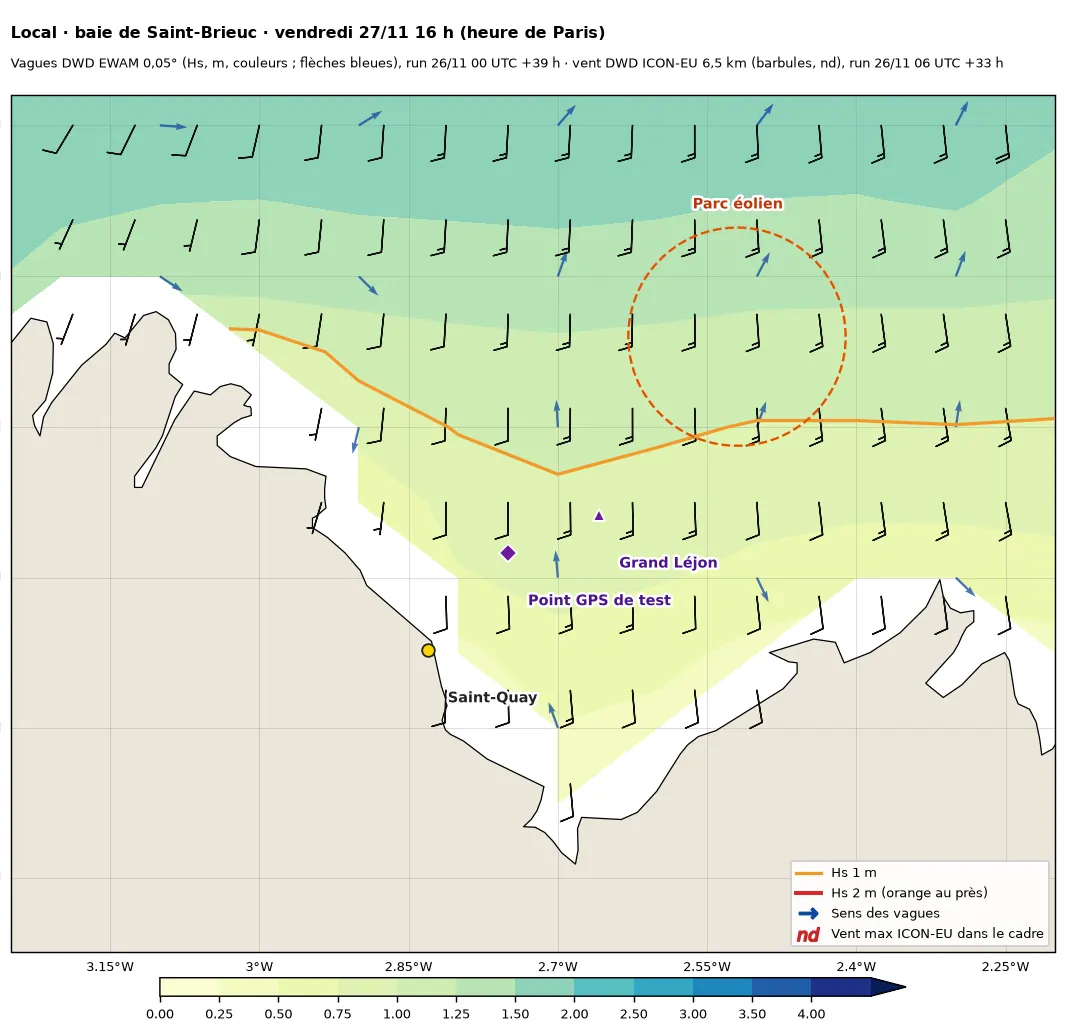 Local · baie de Saint-Brieuc · vendredi 27/11 16 h (heure de Paris)
Vagues DWD EWAM 0,05° (Hs, m, couleurs ; flèches bleues), run 26/11 00 UTC +39 h · vent DWD ICON-EU 6,5 km (barbules, nd), run 26/11 06 UTC +33 h
Parc éolien
Grand Léjon
Point GPS de test
Saint-Quay
Hs 1 m
Hs 2 m (orange au près)
Sens des vagues
nd Vent max ICON-EU dans le cadre
3.15°W 3°W 2.85°W 2.7°W 2.55°W 2.4°W 2.25°W
0.00 0.25 0.50 0.75 1.00 1.25 1.50 2.00 2.50 3.00 3.50 4.00